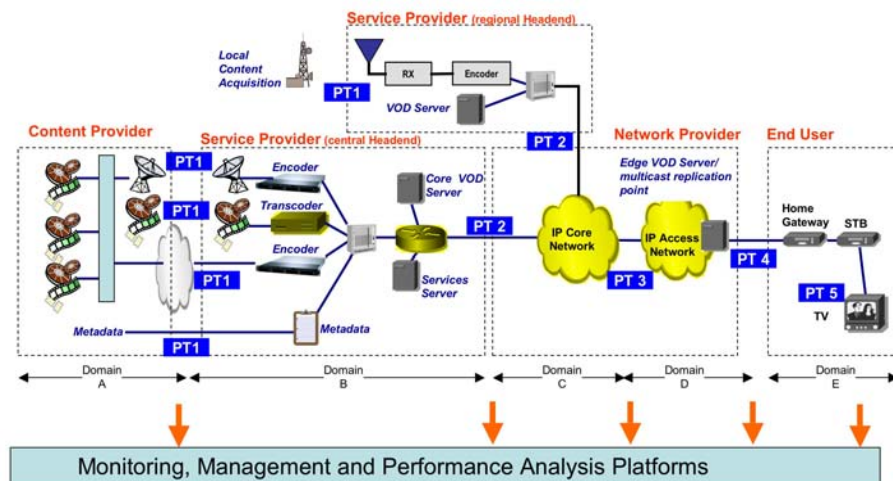 Service Provider (regional Headend)
Local
Content
Acquisition
RX
Encoder
PT1
VOD Server
PT 2
Content Provider
Service Provider (central Headend)
Network Provider
End User
PT1
Encoder
Core VOD
Server
Edge VOD Server/
multicast replication
point
PT1
Transcoder
PT 2
IP Core
Network
IP Access
Network
Home
Gateway
STB
Encoder
PT1
Services
Server
PT 3
PT 4
PT 5
TV
Metadata
Metadata
PT1
Domain
A
Domain
B
Domain
C
Domain
D
Domain
E
Monitoring, Management and Performance Analysis Platforms